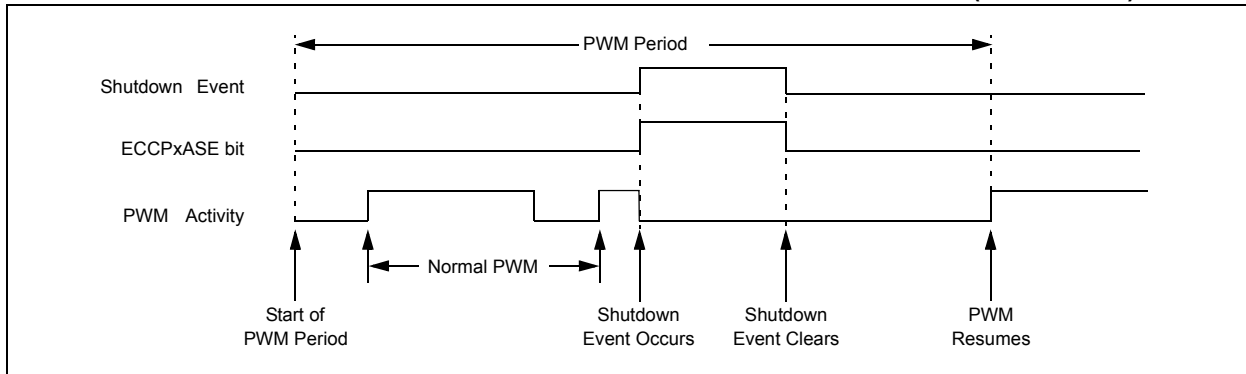 PWM Period
Shutdown Event
ECCPxASE bit
PWM Activity
Normal PWM
Start of
PWM Period
Shutdown
Event Occurs
Shutdown
Event Clears
PWM
Resumes